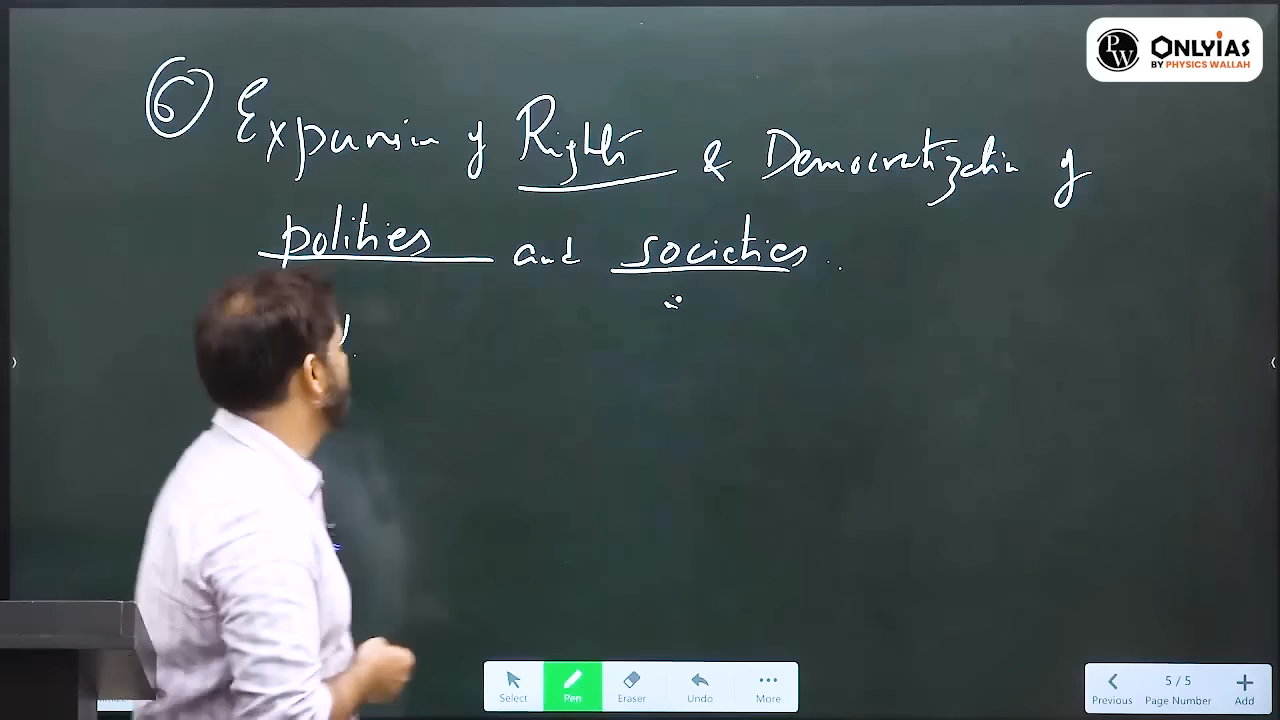 PW ONLYIAS
BY PHYSICS WALLAH
⑥ Expansion of Rights & Democratization of
polities and societies
Select
Pen
Eraser
Undo
More
Previous
5 / 5
Page Number
Add